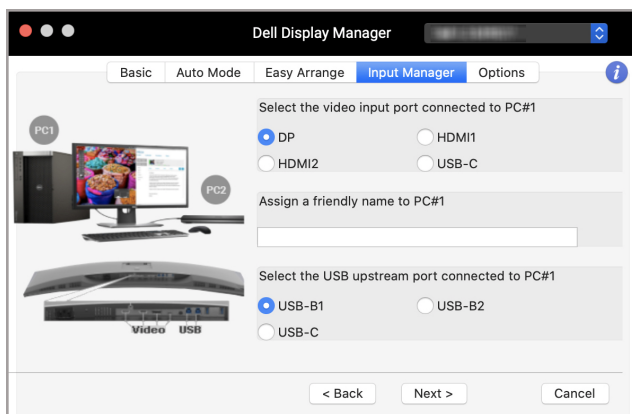 Dell Display Manager
Basic Auto Mode Easy Arrange Input Manager Options i
Select the video input port connected to PC#1
DP HDMI1
HDMI2 USB-C
PC1
PC2
Assign a friendly name to PC#1
Select the USB upstream port connected to PC#1
USB-B1 USB-B2
USB-C
Video USB
< Back Next > Cancel